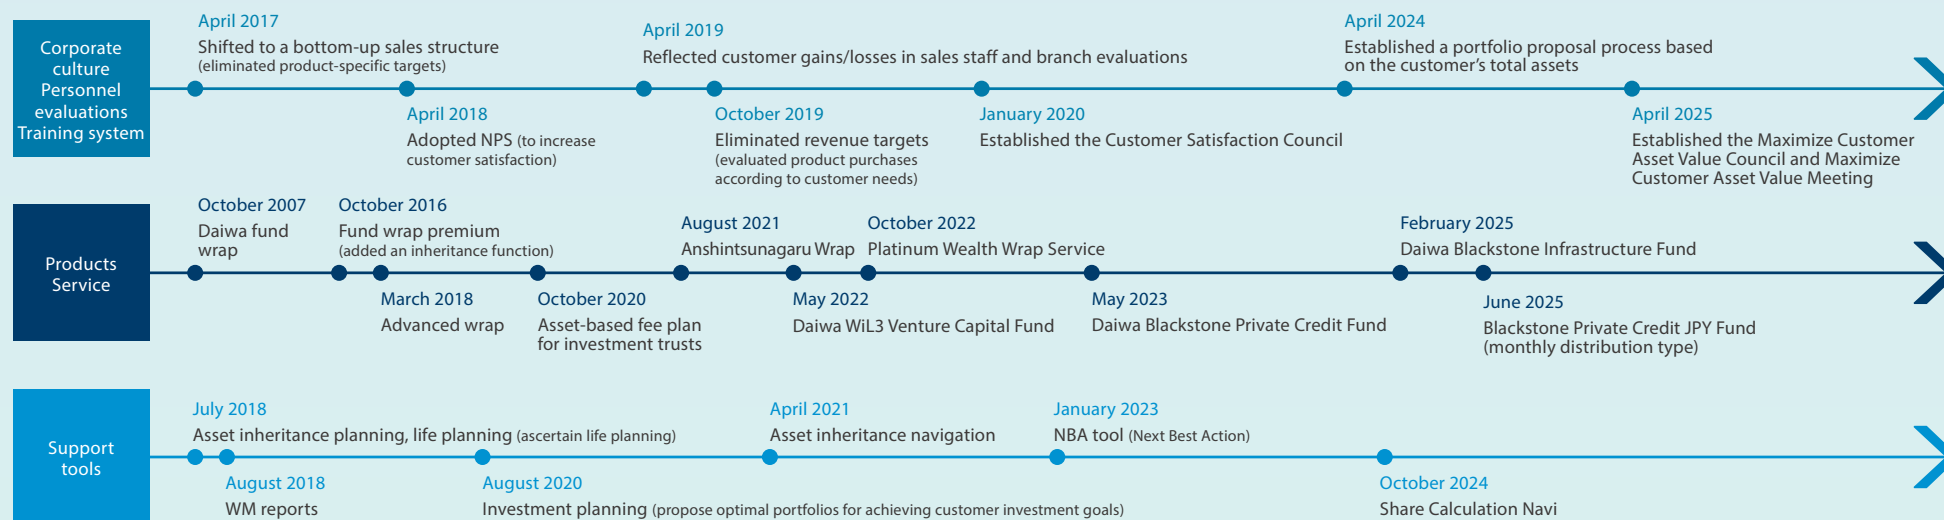 Corporate
culture
Personnel
evaluations
Training system
April 2017
Shifted to a bottom-up sales structure
(eliminated product-specific targets)
April 2018
Adopted NPS (to increase
customer satisfaction)
April 2019
Reflected customer gains/losses in sales staff and branch evaluations
October 2019
Eliminated revenue targets
(evaluated product purchases
according to customer needs)
January 2020
Established the Customer Satisfaction Council
April 2024
Established a portfolio proposal process based
on the customer's total assets
April 2025
Established the Maximize Customer
Asset Value Council and Maximize
Customer Asset Value Meeting
Products
Service
October 2007
Daiwa fund
wrap
October 2016
Fund wrap premium
(added an inheritance function)
March 2018
Advanced wrap
October 2020
Asset-based fee plan
for investment trusts
August 2021
Anshintsunagaru Wrap
May 2022
Daiwa WiL3 Venture Capital Fund
October 2022
Platinum Wealth Wrap Service
May 2023
Daiwa Blackstone Private Credit Fund
February 2025
Daiwa Blackstone Infrastructure Fund
June 2025
Blackstone Private Credit JPY Fund
(monthly distribution type)
Support
tools
July 2018
Asset inheritance planning, life planning (ascertain life planning)
August 2018
WM reports
August 2020
Investment planning (propose optimal portfolios for achieving customer investment goals)
April 2021
Asset inheritance navigation
January 2023
NBA tool (Next Best Action)
October 2024
Share Calculation Navi